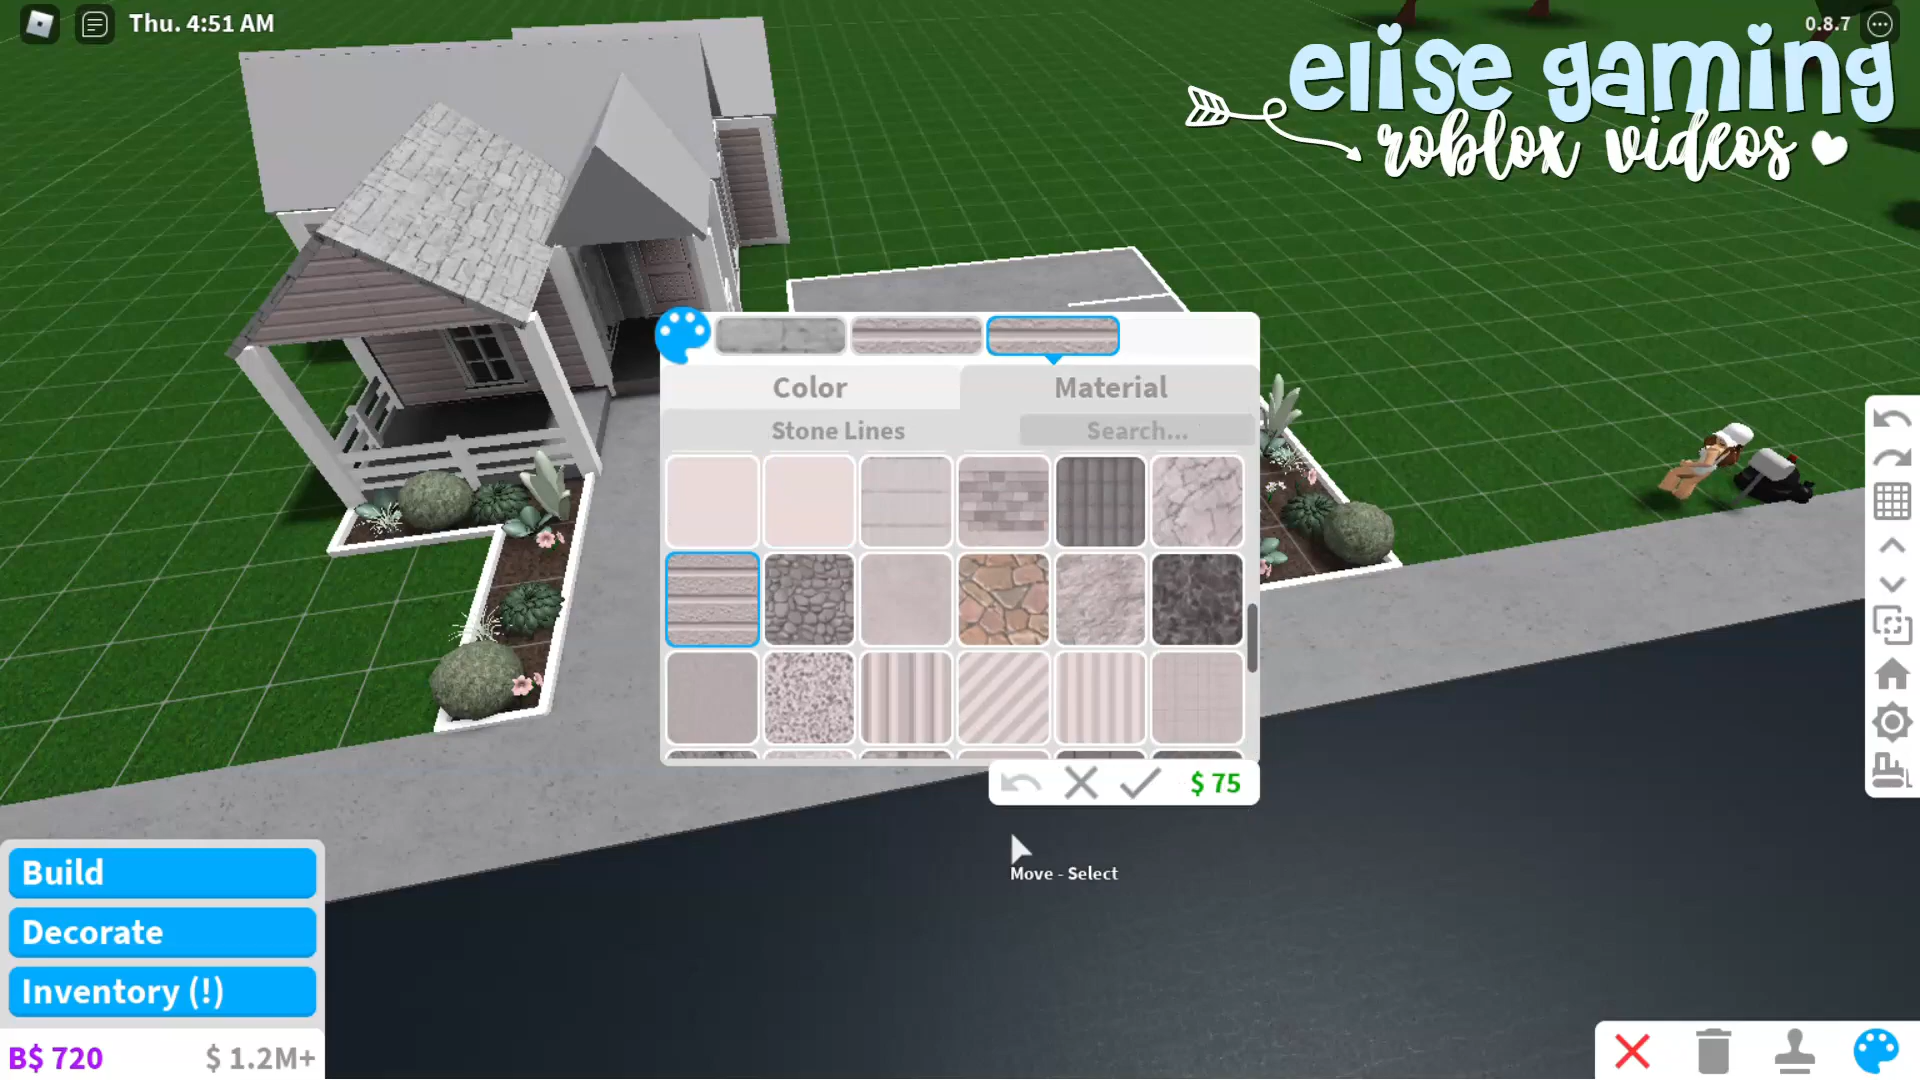 Thu. 4:51 AM
0.8.7
elise gaming
roblox videos
Color
Material
Stone Lines
Search...
$ 75
Move - Select
Build
Decorate
Inventory (!)
B$ 720
$ 1.2M+